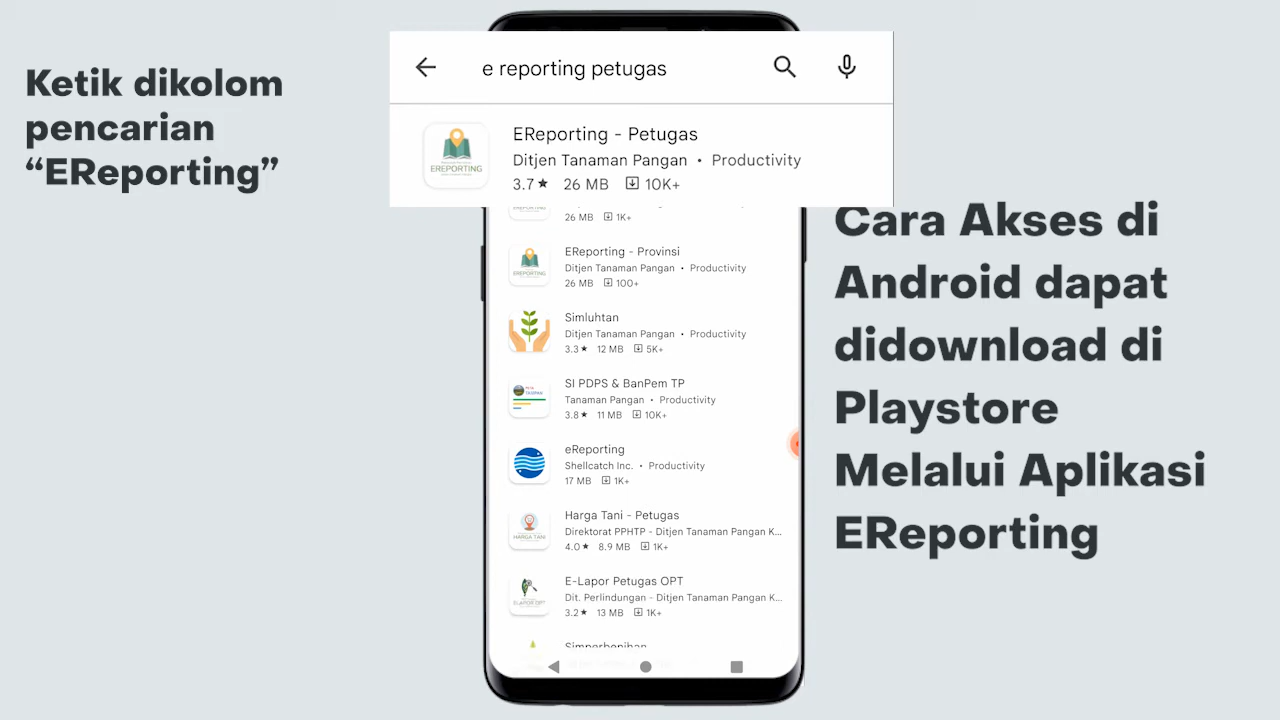 Ketik dikolom
pencarian
“EReporting”
e reporting petugas
EREPORTING
EReporting - Petugas
Ditjen Tanaman Pangan • Productivity
3.7★ 26 MB 10K+
26 MB 1K+
EREPORTING
EReporting - Provinsi
Ditjen Tanaman Pangan • Productivity
26 MB 100+
Simluhtan
Ditjen Tanaman Pangan • Productivity
3.3★ 12 MB 5K+
SI PDPS & BanPem TP
Tanaman Pangan • Productivity
3.8★ 11 MB 10K+
eReporting
Shellcatch Inc. • Productivity
17 MB 1K+
HARGA TANI
Harga Tani - Petugas
Direktorat PPHTP - Ditjen Tanaman Pangan K...
4.0★ 8.9 MB 1K+
E-Lapor Petugas OPT
Dit. Perlindungan - Ditjen Tanaman Pangan K...
3.2★ 13 MB 1K+
Cara Akses di
Android dapat
didownload di
Playstore
Melalui Aplikasi
EReporting